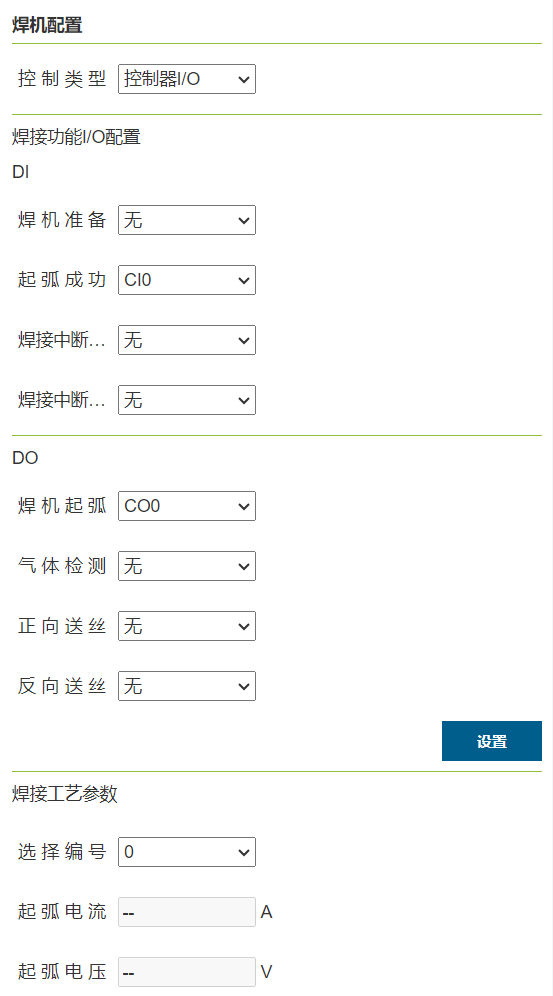 焊机配置
控制类型 控制器I/O
焊接功能I/O配置
DI
焊机准备 无
起弧成功 CI0
焊接中断... 无
焊接中断... 无
DO
焊机起弧 CO0
气体检测 无
正向送丝 无
反向送丝 无
设置
焊接工艺参数
选择编号 0
起弧电流 -- A
起弧电压 -- V